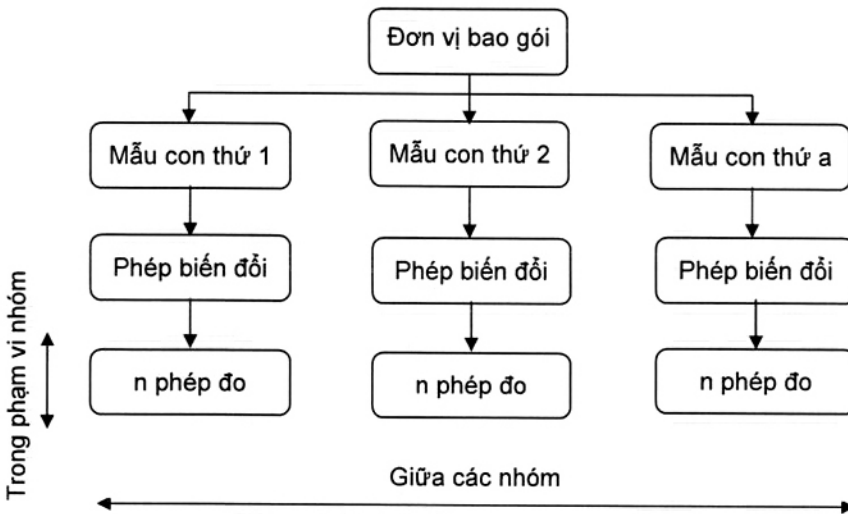 Đơn vị bao gói
Mẫu con thứ 1
Mẫu con thứ 2
Mẫu con thứ a
Phép biến đổi
Phép biến đổi
Phép biến đổi
n phép đo
n phép đo
n phép đo
Trong phạm vi nhóm
Giữa các nhóm